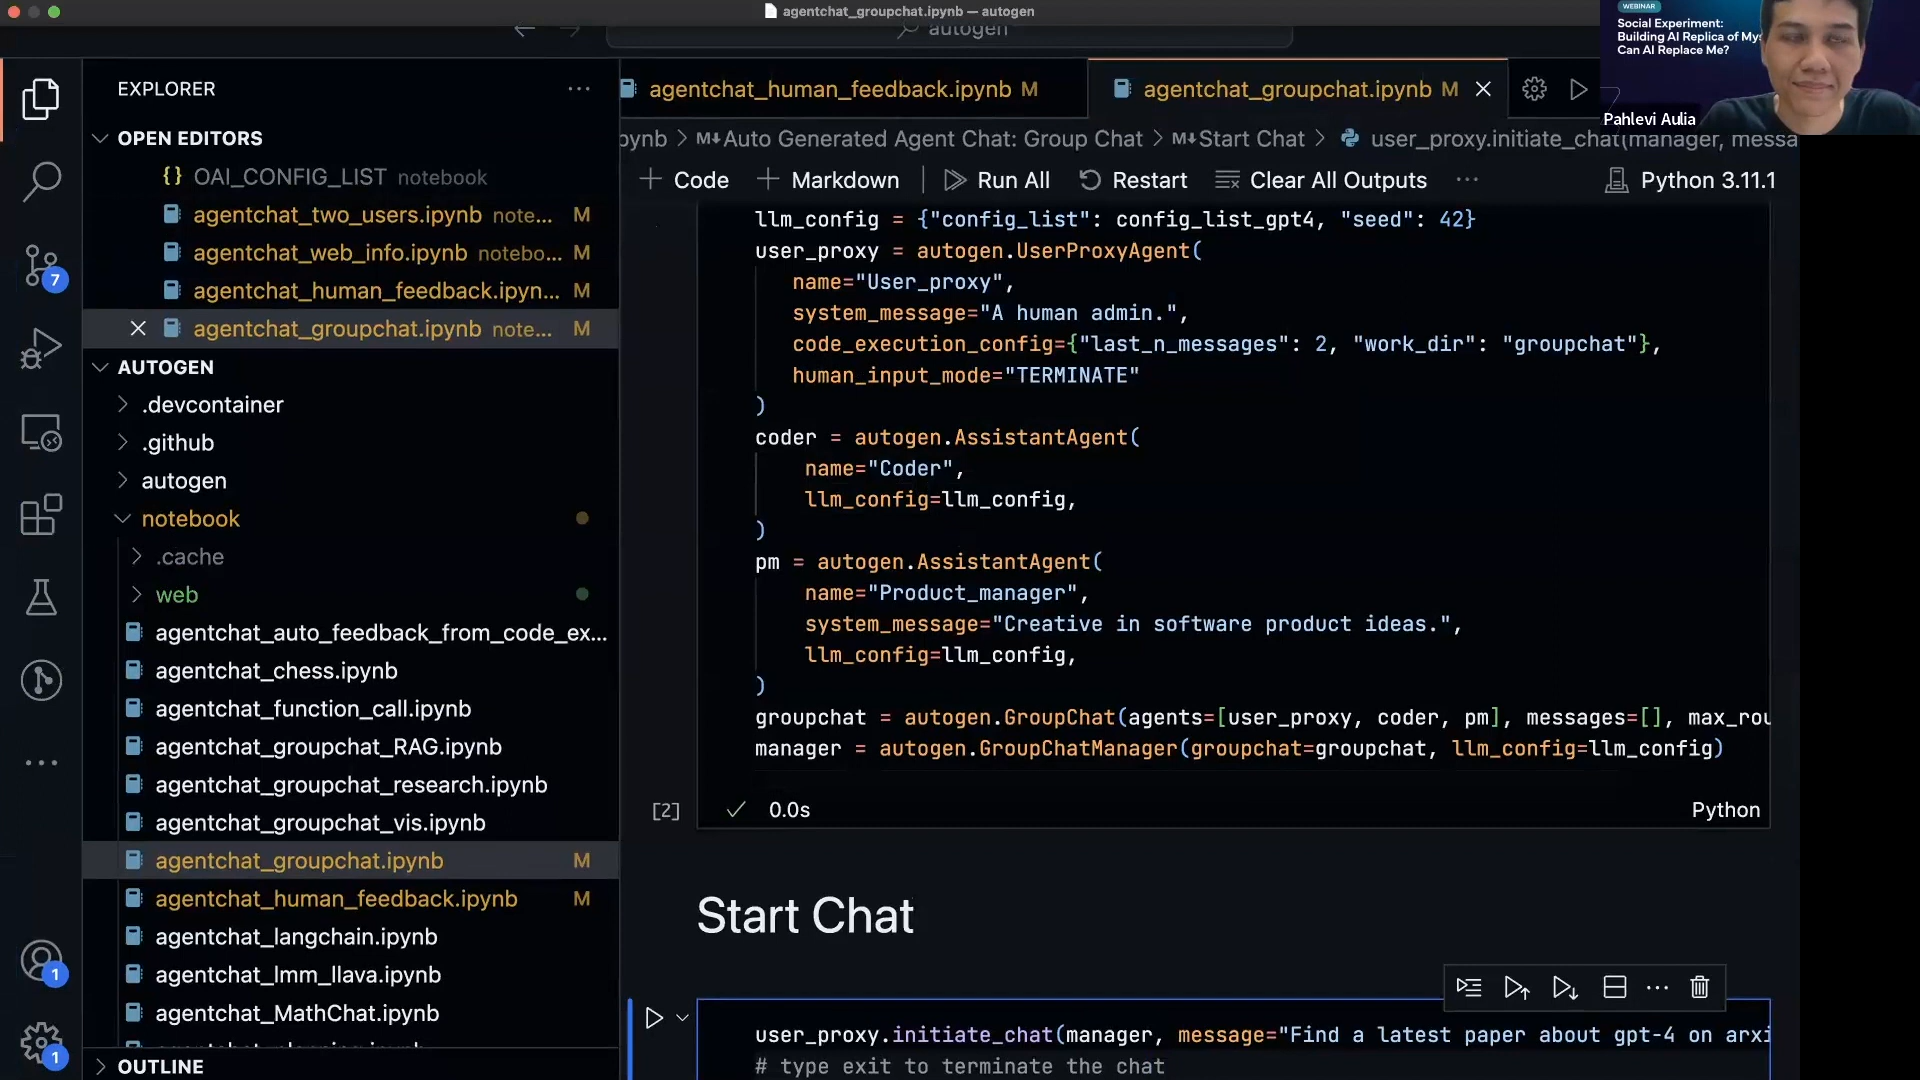 agentchat_groupchat.ipynb — autogen
autogen
WEBINAR
Social Experiment:
Building AI Replica of Mys
Can AI Replace Me?
Pahlevi Aulia
EXPLORER
OPEN EDITORS
{} OAI_CONFIG_LIST notebook
agentchat_two_users.ipynb note... M
agentchat_web_info.ipynb notebo... M
agentchat_human_feedback.ipyn... M
agentchat_groupchat.ipynb note... M
AUTOGEN
.devcontainer
.github
autogen
notebook
.cache
web
agentchat_auto_feedback_from_code_ex...
agentchat_chess.ipynb
agentchat_function_call.ipynb
agentchat_groupchat_RAG.ipynb
agentchat_groupchat_research.ipynb
agentchat_groupchat_vis.ipynb
agentchat_groupchat.ipynb M
agentchat_human_feedback.ipynb M
agentchat_langchain.ipynb
agentchat_lmm_llava.ipynb
agentchat_MathChat.ipynb
OUTLINE
7
1
1
agentchat_human_feedback.ipynb M
agentchat_groupchat.ipynb M
pynb > M↓Auto Generated Agent Chat: Group Chat > M↓Start Chat > user_proxy.initiate_chat(manager, messa
+ Code + Markdown Run All Restart Clear All Outputs ... Python 3.11.1
llm_config = {"config_list": config_list_gpt4, "seed": 42}
user_proxy = autogen.UserProxyAgent(
name="User_proxy",
system_message="A human admin.",
code_execution_config={"last_n_messages": 2, "work_dir": "groupchat"},
human_input_mode="TERMINATE"
)
coder = autogen.AssistantAgent(
name="Coder",
llm_config=llm_config,
)
pm = autogen.AssistantAgent(
name="Product_manager",
system_message="Creative in software product ideas.",
llm_config=llm_config,
)
groupchat = autogen.GroupChat(agents=[user_proxy, coder, pm], messages=[], max_rou
manager = autogen.GroupChatManager(groupchat=groupchat, llm_config=llm_config)
[2] 0.0s Python
Start Chat
user_proxy.initiate_chat(manager, message="Find a latest paper about gpt-4 on arxi
# type exit to terminate the chat